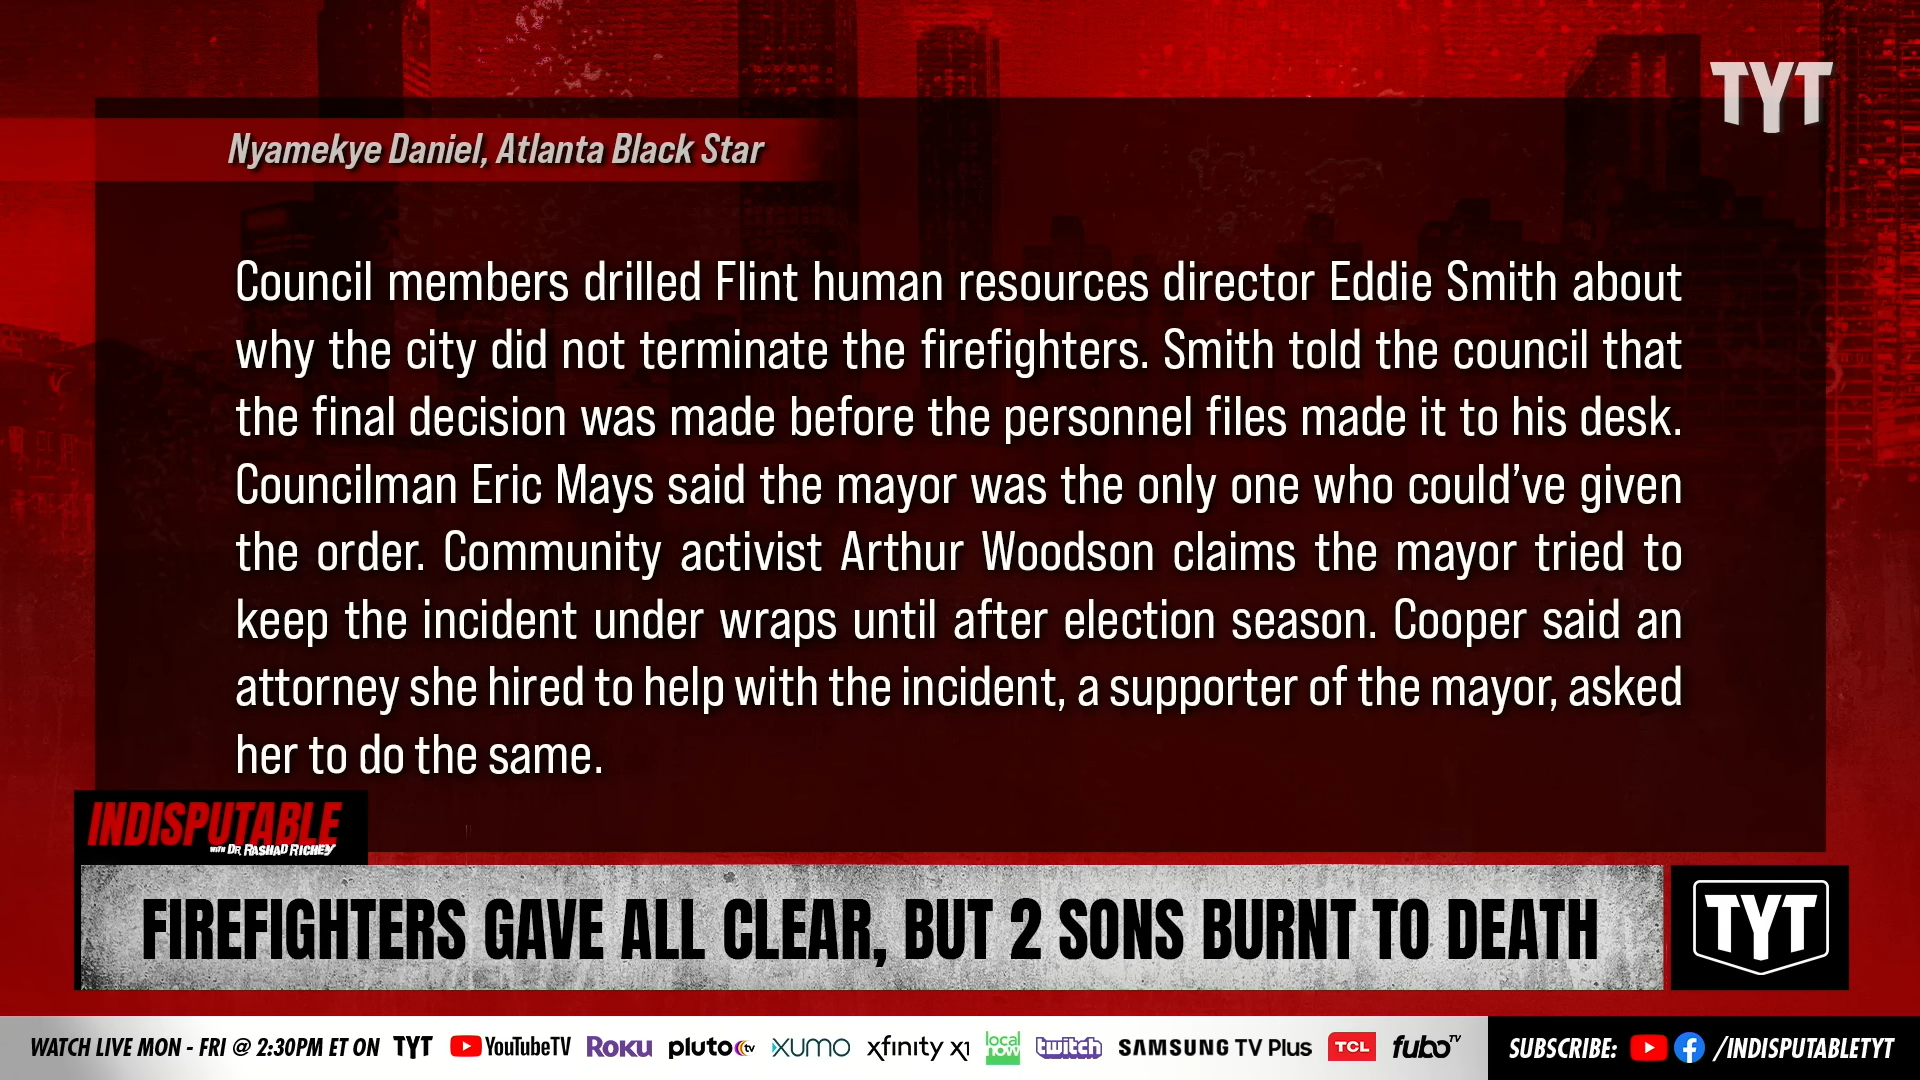 TYT
Nyamekye Daniel, Atlanta Black Star
Council members drilled Flint human resources director Eddie Smith about
why the city did not terminate the firefighters. Smith told the council that
the final decision was made before the personnel files made it to his desk.
Councilman Eric Mays said the mayor was the only one who could’ve given
the order. Community activist Arthur Woodson claims the mayor tried to
keep the incident under wraps until after election season. Cooper said an
attorney she hired to help with the incident, a supporter of the mayor, asked
her to do the same.
INDISPUTABLE
WITH DR RASHAD RICHEY
FIREFIGHTERS GAVE ALL CLEAR, BUT 2 SONS BURNT TO DEATH
TYT
WATCH LIVE MON - FRI @ 2:30PM ET ON TYT YouTubeTV ROKU pluto tv XUMO xfinity X1 local now twitch SAMSUNG TV Plus TCL fubo TV SUBSCRIBE: /INDISPUTABLETYT